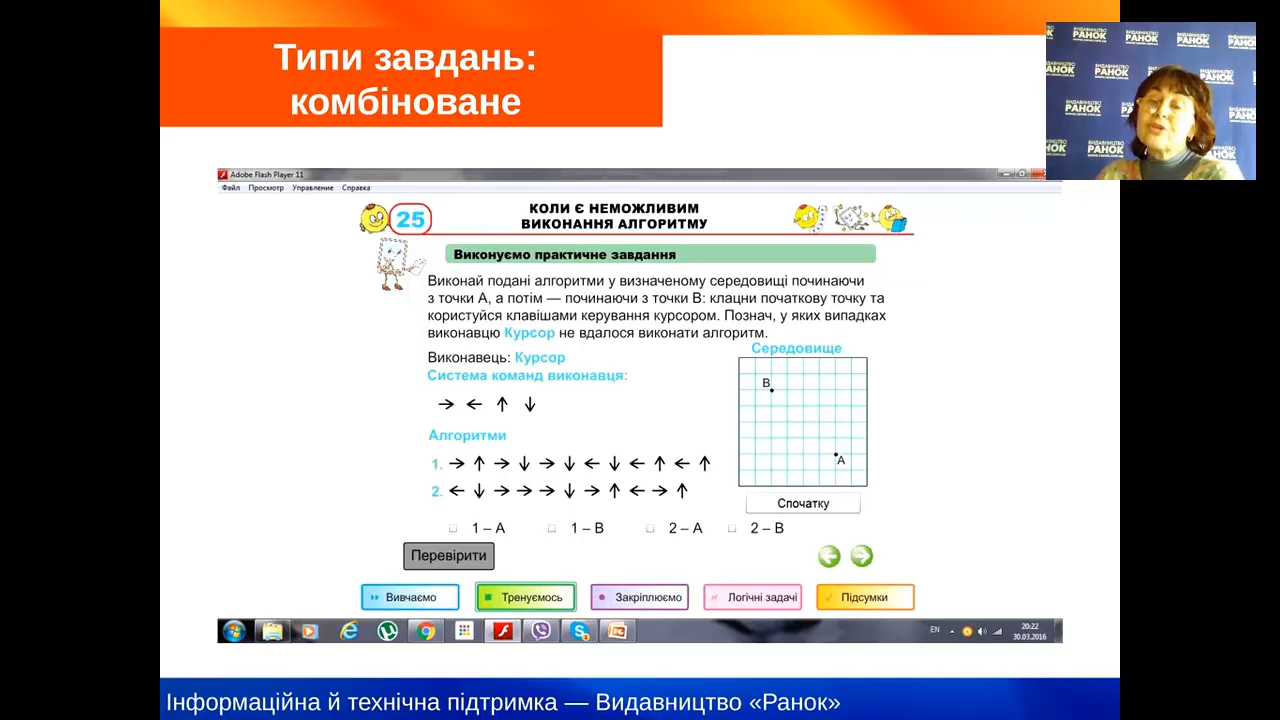 Типи завдань:
комбіноване
ВИДАВНИЦТВО
РАНОК
Adobe Flash Player 11
Файл Просмотр Управление Справка
25
КОЛИ Є НЕМОЖЛИВИМ
ВИКОНАННЯ АЛГОРИТМУ
Виконуємо практичне завдання
Виконай подані алгоритми у визначеному середовищі починаючи
з точки А, а потім — починаючи з точки В: клацни початкову точку та
користуйся клавішами керування курсором. Познач, у яких випадках
виконавцю Курсор не вдалося виконати алгоритм.
Середовище
Виконавець: Курсор
Система команд виконавця:
→ ← ↑ ↓
B
A
Алгоритми
1. → ↑ → ↓ → ↓ ← ↓ ← ↑ ← ↑
2. ← ↓ → → → ↓ → ↑ ← → ↑
Спочатку
1 – А 1 – В 2 – А 2 – В
Перевірити
Вивчаємо Тренуємось Закріплюємо Логічні задачі Підсумки
EN
20:22
30.03.2016
Інформаційна й технічна підтримка — Видавництво «Ранок»